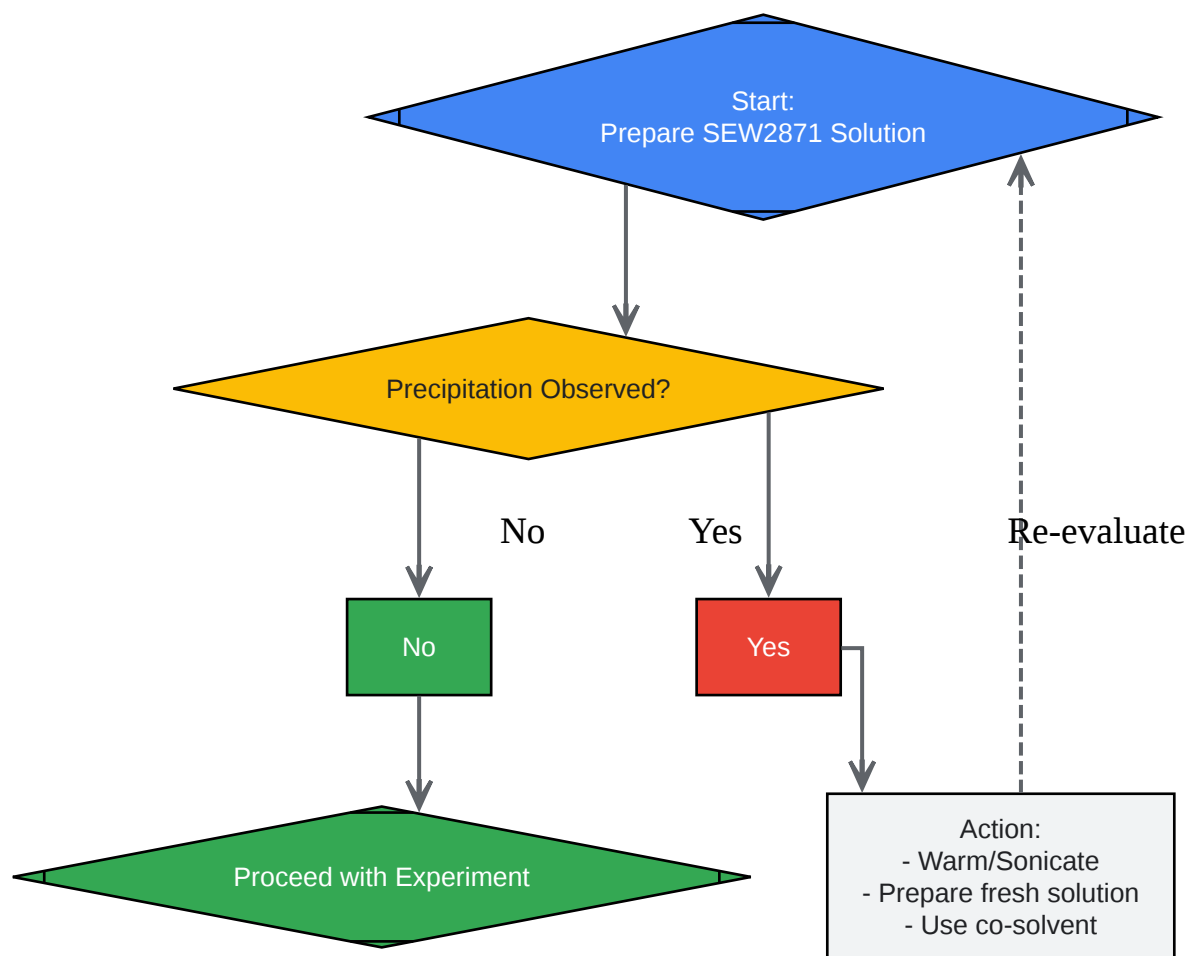 Start:
Prepare SEW2871 Solution
Precipitation Observed?
No
Yes
Re-evaluate
No
Yes
Action:
- Warm/Sonicate
- Prepare fresh solution
- Use co-solvent
Proceed with Experiment